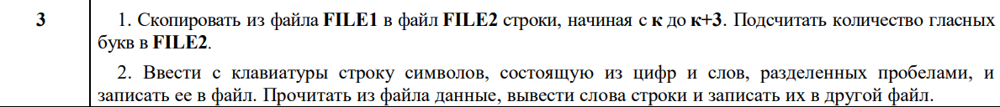 3
1. Скопировать из файла FILE1 в файл FILE2 строки, начиная с к до к+3. Подсчитать количество гласных
букв в FILE2.
2. Ввести с клавиатуры строку символов, состоящую из цифр и слов, разделенных пробелами, и
записать ее в файл. Прочитать из файла данные, вывести слова строки и записать их в другой файл.